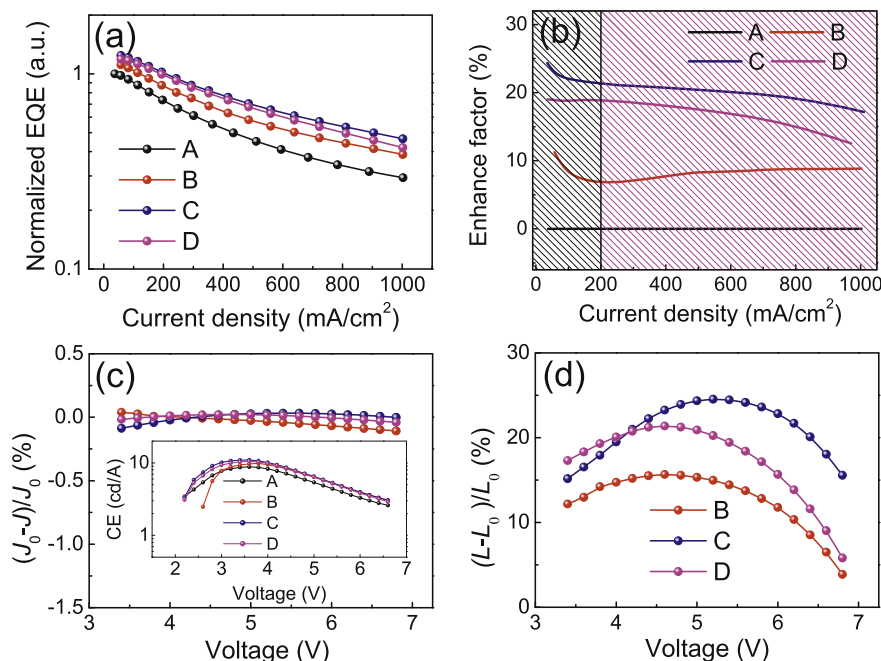 (a)
Normalized EQE (a.u.)
1
0.1
A
B
C
D
0 200 400 600 800 1000
Current density (mA/cm²)
(b)
Enhance factor (%)
30
20
10
0
A B
C D
0 200 400 600 800 1000
Current density (mA/cm²)
(c)
(J₀-J)/J₀ (%)
0.5
0.0
-0.5
-1.0
-1.5
CE (cd/A)
10
1
A
B
C
D
1 2 3 4 5 6 7
Voltage (V)
3 4 5 6 7
Voltage (V)
(d)
(L-L₀)/L₀ (%)
30
20
10
0
B
C
D
3 4 5 6 7
Voltage (V)